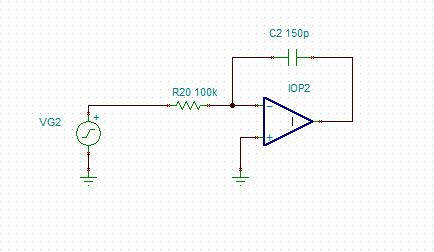 C2 150p
R20 100k
IOP2
VG2
+
−
+
I